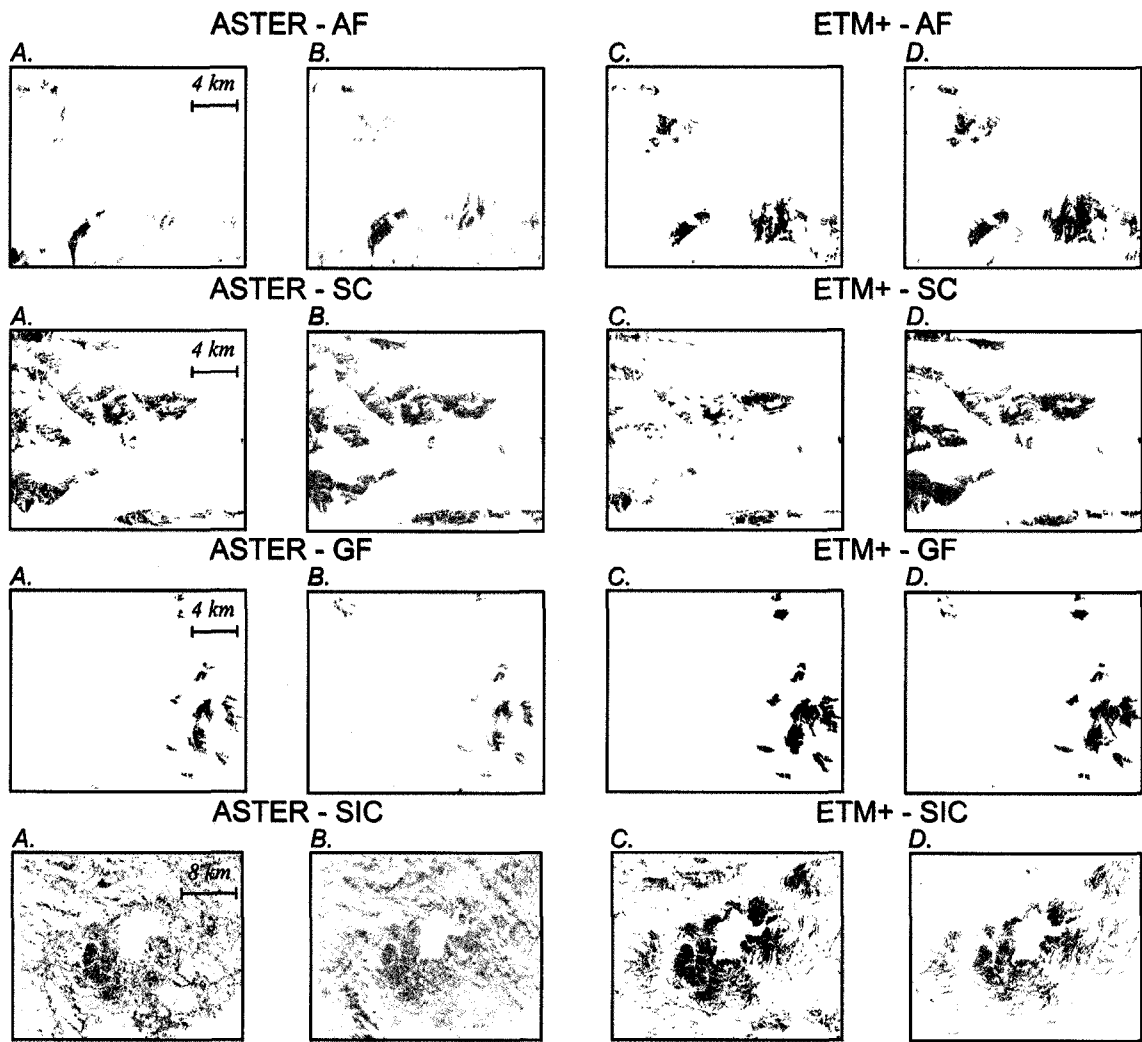 ASTER - AF ETM+ - AF
A. B. C. D.
4 km
ASTER - SC ETM+ - SC
A. B. C. D.
4 km
ASTER - GF ETM+ - GF
A. B. C. D.
4 km
ASTER - SIC ETM+ - SIC
A. B. C. D.
8 km